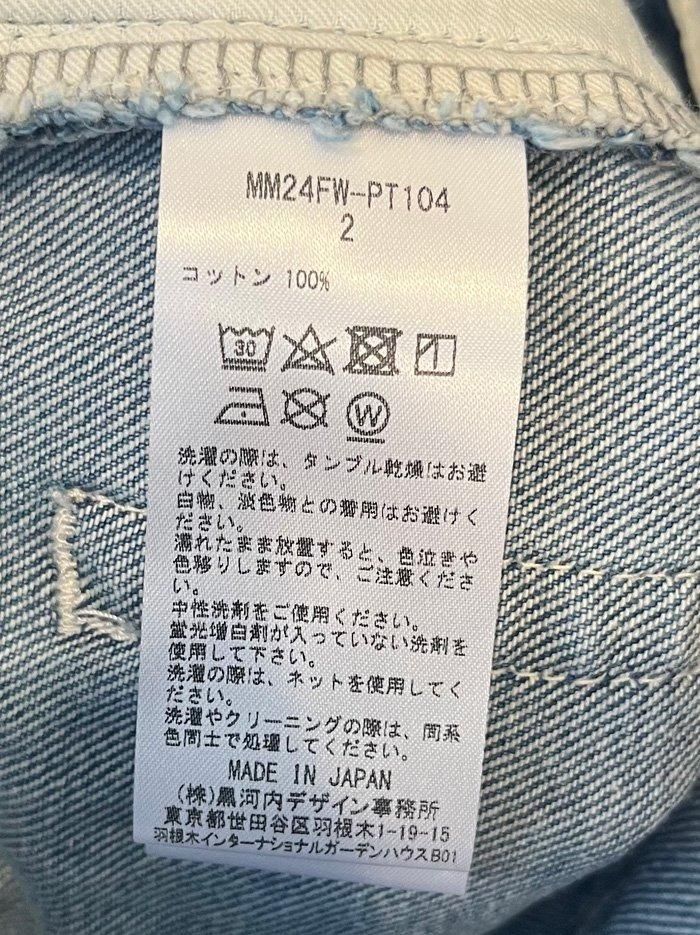 MM24FW-PT104
2
コットン 100%
30
W
洗濯の際は、タンブル乾燥はお避
けください。
白物、淡色物との着用はお避けく
ださい。
濡れたまま放置すると、色泣きや
色移りしますので、ご注意くださ
い。
中性洗剤をご使用ください。
蛍光増白剤が入っていない洗剤を
使用して下さい。
洗濯の際は、ネットを使用してく
ださい。
洗濯やクリーニングの際は、同系
色同士で処理してください。
MADE IN JAPAN
(株)黒河内デザイン事務所
東京都世田谷区羽根木1-19-15
羽根木インターナショナルガーデンハウスB01